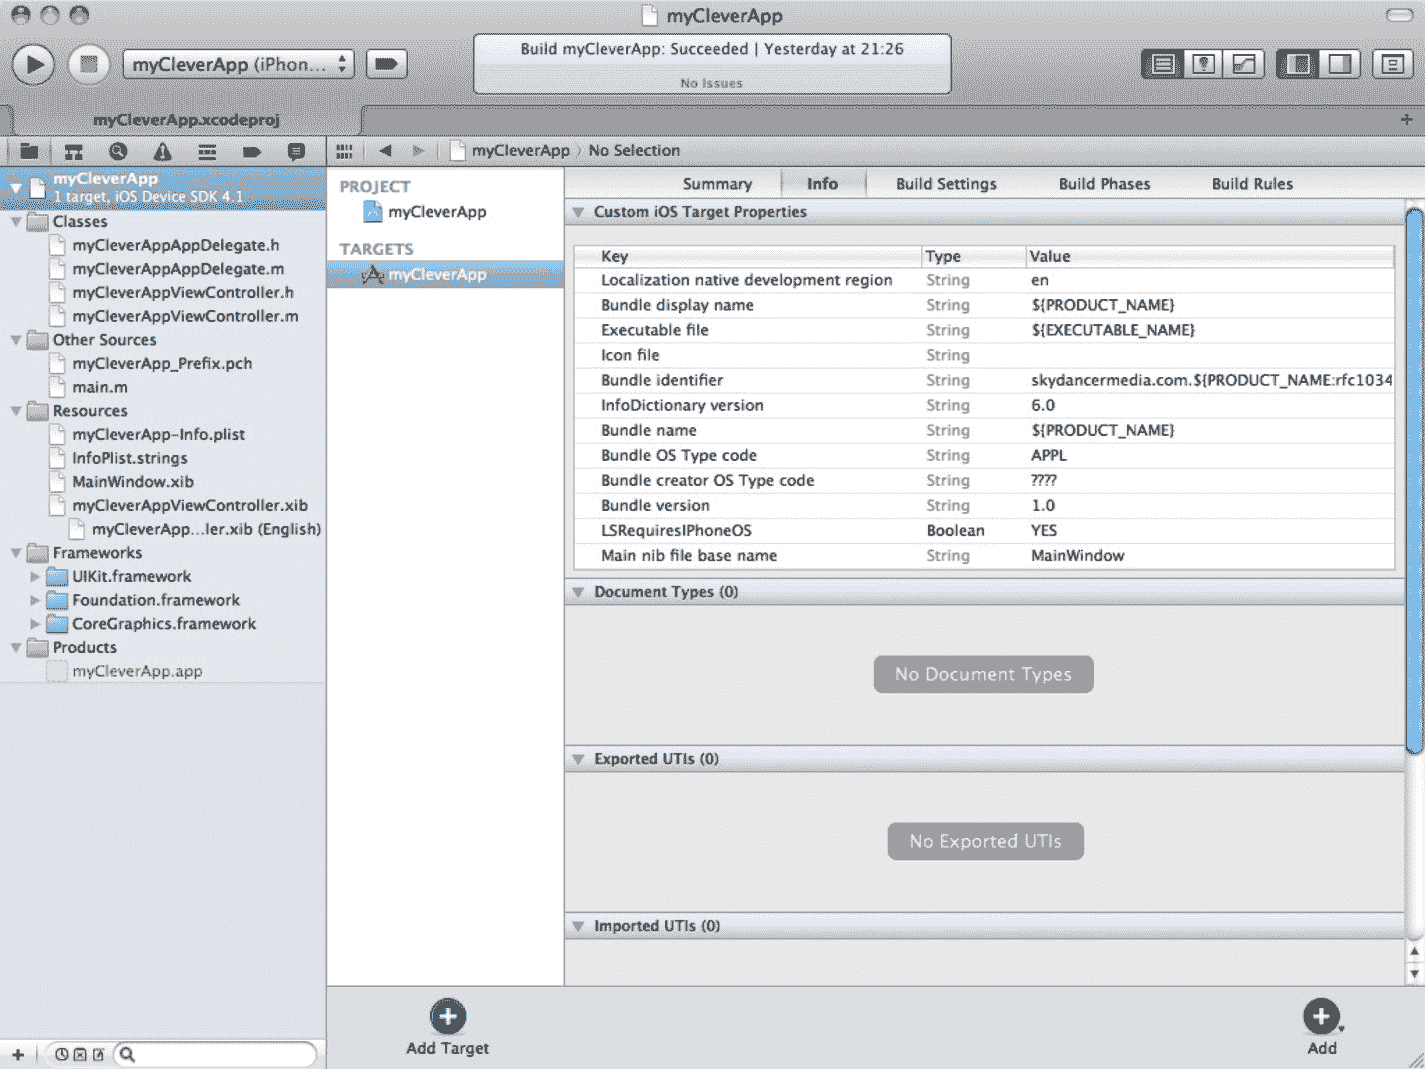 myCleverApp
myCleverApp (iPhon...
Build myCleverApp: Succeeded | Yesterday at 21:26
No Issues
myCleverApp.xcodeproj
myCleverApp
No Selection
myCleverApp
1 target, iOS Device SDK 4.1
Classes
myCleverAppAppDelegate.h
myCleverAppAppDelegate.m
myCleverAppViewController.h
myCleverAppViewController.m
Other Sources
myCleverApp_Prefix.pch
main.m
Resources
myCleverApp-Info.plist
InfoPlist.strings
MainWindow.xib
myCleverAppViewController.xib
myCleverApp...ler.xib (English)
Frameworks
UIKit.framework
Foundation.framework
CoreGraphics.framework
Products
myCleverApp.app
PROJECT
myCleverApp
TARGETS
myCleverApp
Summary Info Build Settings Build Phases Build Rules
Custom iOS Target Properties
Key Type Value
Localization native development region String en
Bundle display name String ${PRODUCT_NAME}
Executable file String ${EXECUTABLE_NAME}
Icon file String
Bundle identifier String skydancermedia.com.${PRODUCT_NAME:rfc1034
InfoDictionary version String 6.0
Bundle name String ${PRODUCT_NAME}
Bundle OS Type code String APPL
Bundle creator OS Type code String ????
Bundle version String 1.0
LSRequiresIPhoneOS Boolean YES
Main nib file base name String MainWindow
Document Types (0)
No Document Types
Exported UTIs (0)
No Exported UTIs
Imported UTIs (0)
Add Target
Add